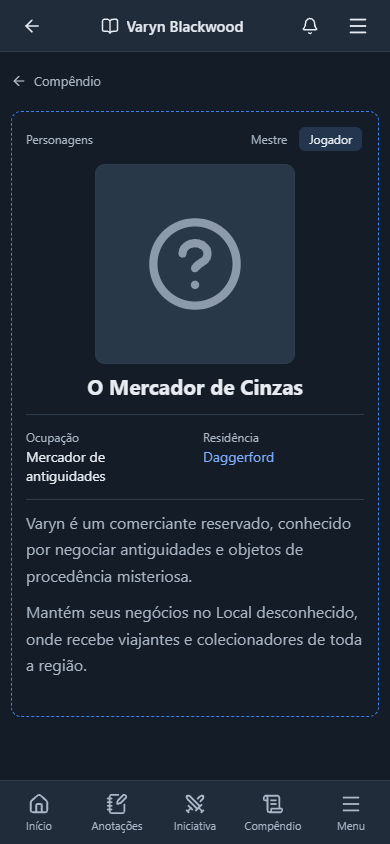 Varyn Blackwood
Compêndio
Personagens
Mestre
Jogador
O Mercador de Cinzas
Ocupação
Mercador de
antiguidades
Residência
Daggerford
Varyn é um comerciante reservado, conhecido
por negociar antiguidades e objetos de
procedência misteriosa.
Mantém seus negócios no Local desconhecido,
onde recebe viajantes e colecionadores de toda
a região.
Início
Anotações
Iniciativa
Compêndio
Menu